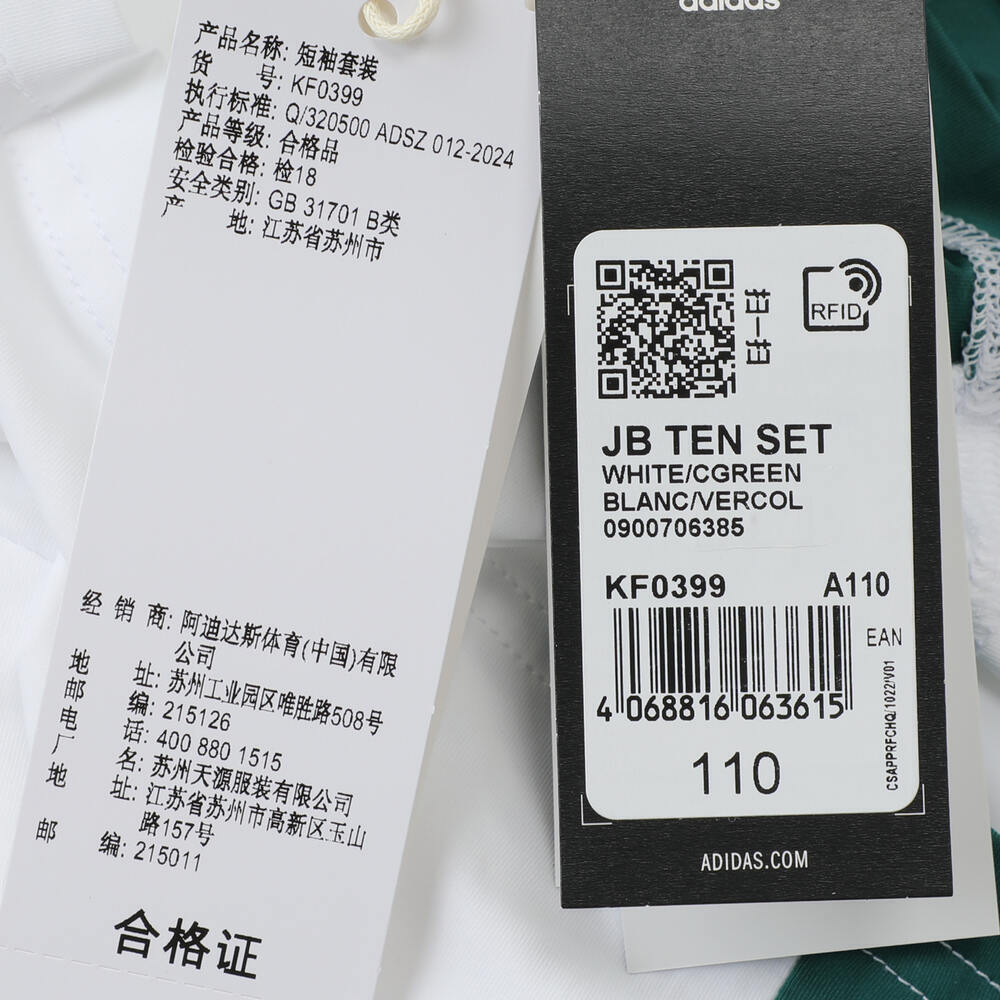 产品名称: 短袖套装
货 号: KF0399
执行标准: Q/320500 ADSZ 012-2024
产品等级: 合格品
检验合格: 检18
安全类别: GB 31701 B类
产 地: 江苏省苏州市
经 销 商: 阿迪达斯体育(中国)有限
公司
地 址: 苏州工业园区唯胜路508号
邮 编: 215126
电 话: 400 880 1515
厂 名: 苏州天源服装有限公司
地 址: 江苏省苏州市高新区玉山
路157号
邮 编: 215011
合格证
adidas
扫一扫
RFID
JB TEN SET
WHITE/CGREEN
BLANC/VERCOL
0900706385
KF0399 A110
EAN
4 068816 063615
CSAPPRFCHQ/1022/V01
110
ADIDAS.COM